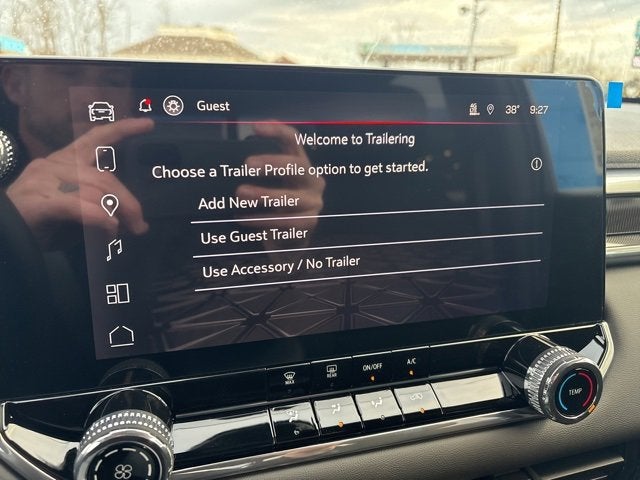 Guest 38° 9:27
Welcome to Trailering
Choose a Trailer Profile option to get started.
Add New Trailer
Use Guest Trailer
Use Accessory / No Trailer
MAX REAR ON/OFF A/C
TEMP